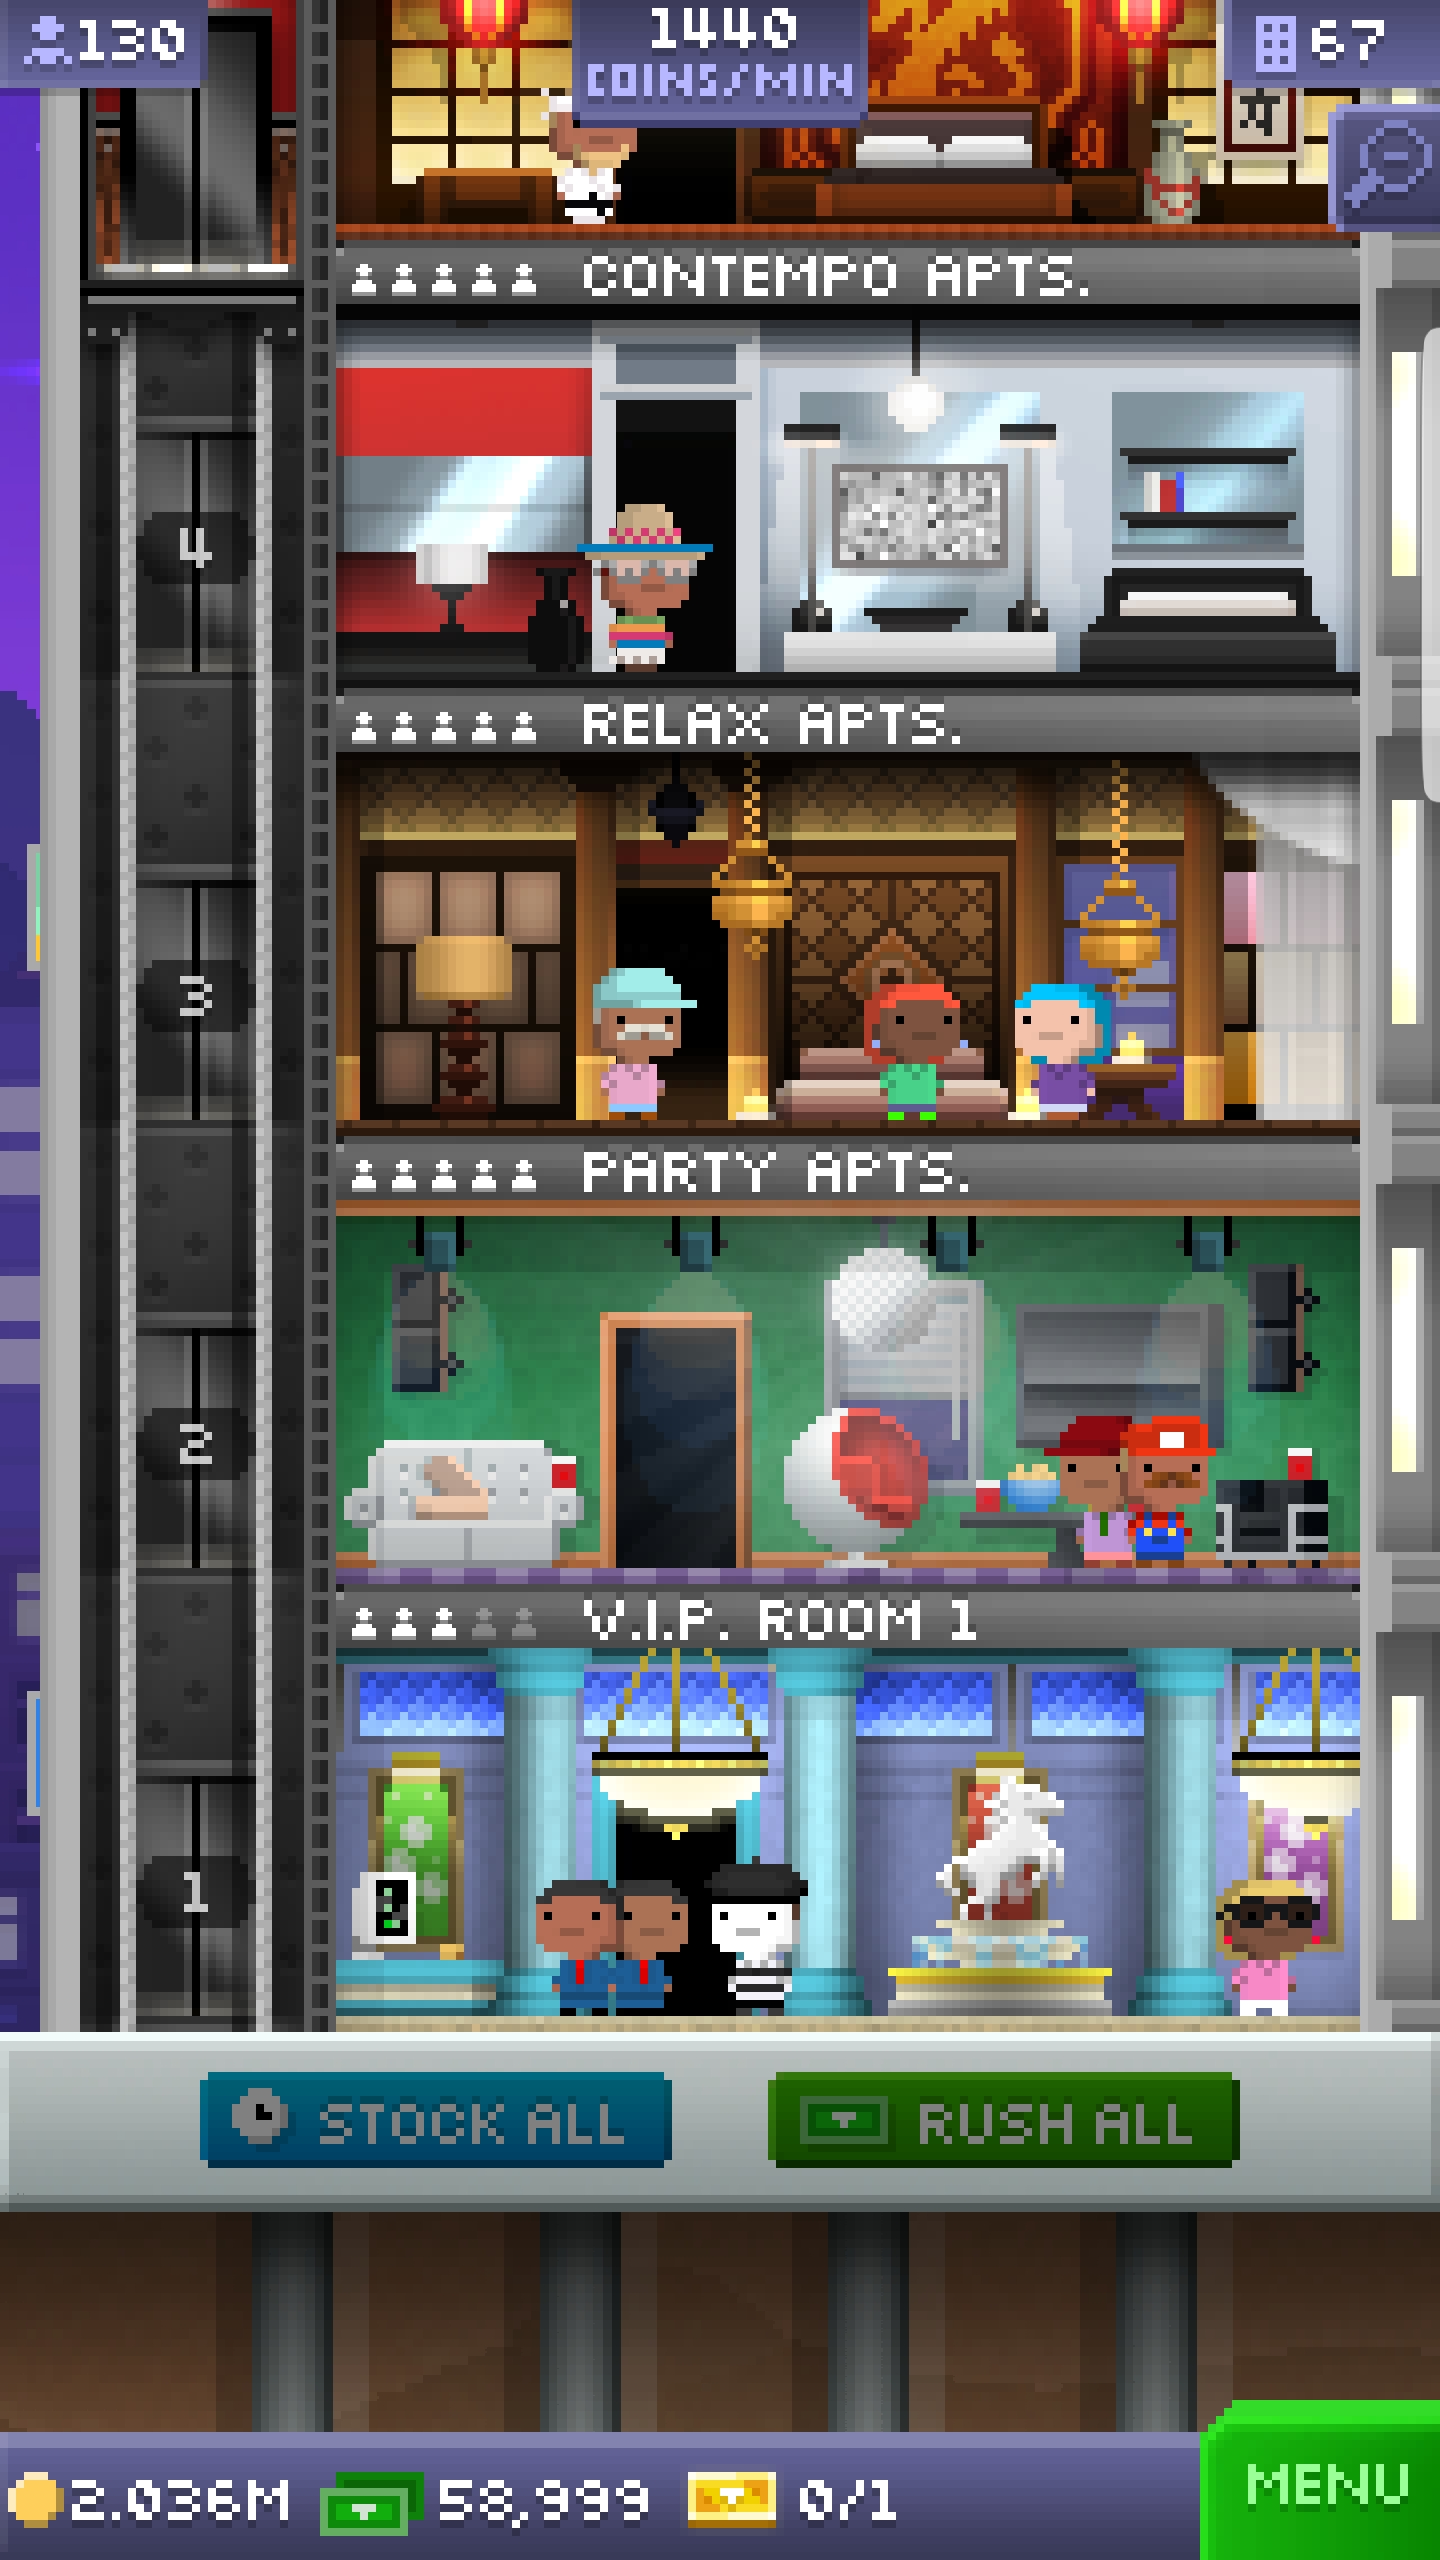 130
1440
COINS/MIN
67
CONTEMPO APTS.
4
RELAX APTS.
3
PARTY APTS.
2
V.I.P. ROOM 1
1
STOCK ALL
RUSH ALL
2.036M
58,999
0/1
MENU